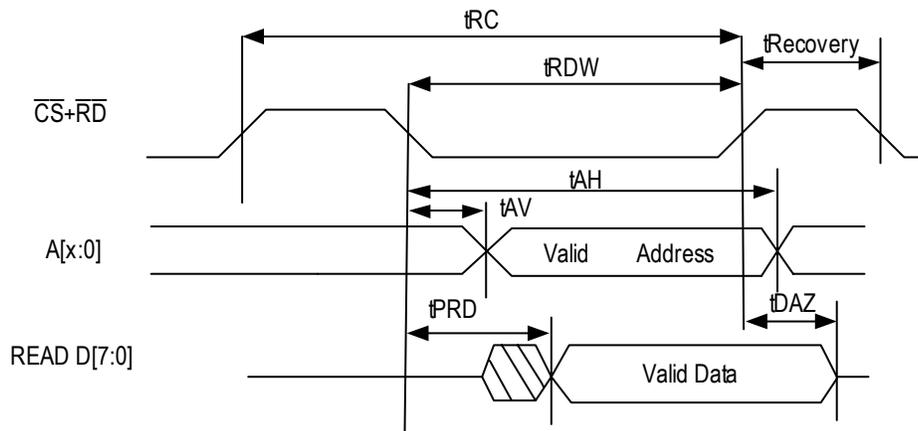 tRC
tRecovery
tRDW
CS+RD
tAH
tAV
A[x:0]
Valid Address
tPRD
tDAZ
READ D[7:0]
Valid Data